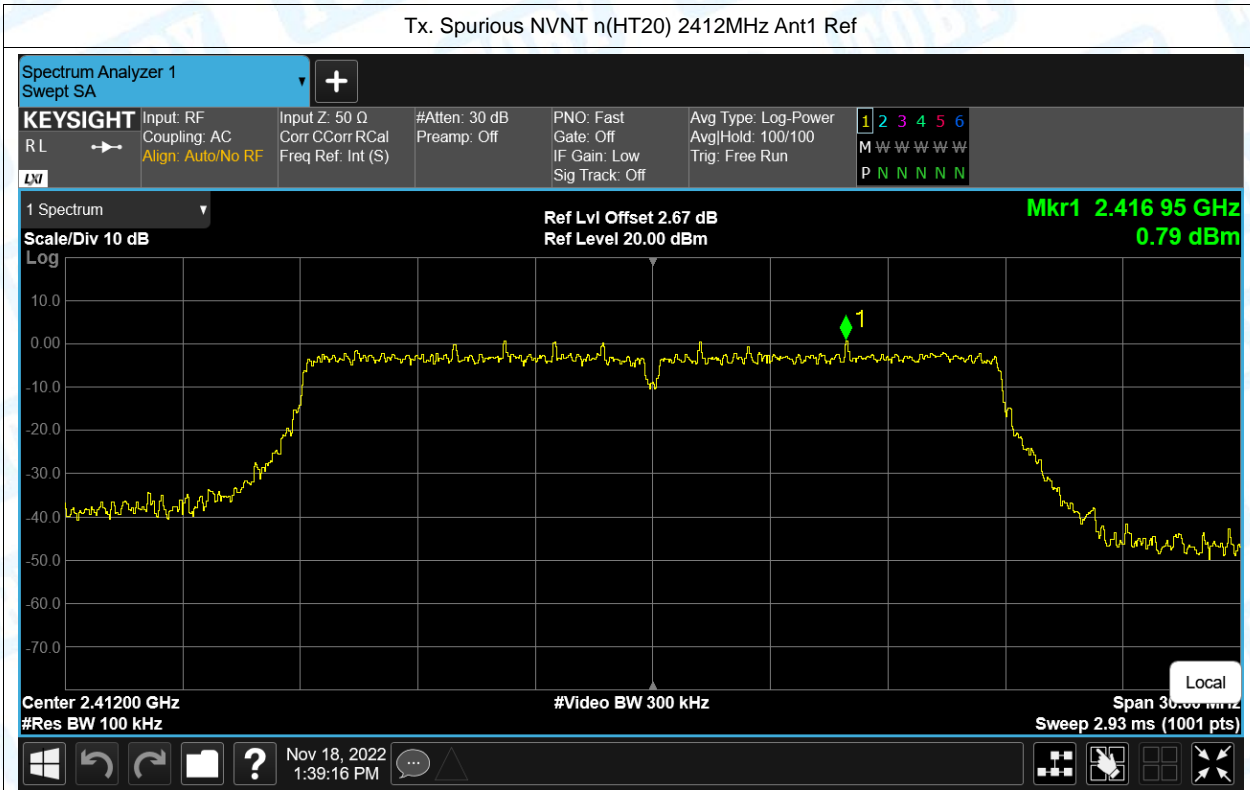 Tx. Spurious NVNT n(HT20) 2412MHz Ant1 Ref
Spectrum Analyzer 1
Swept SA
KEYSIGHT
R L
LXI
Input: RF
Coupling: AC
Align: Auto/No RF
Input Z: 50 Ω
Corr CCorr RCal
Freq Ref: Int (S)
#Atten: 30 dB
Preamp: Off
PNO: Fast
Gate: Off
IF Gain: Low
Sig Track: Off
Avg Type: Log-Power
Avg|Hold: 100/100
Trig: Free Run
1 2 3 4 5 6
M W W W W W
P N N N N N
1 Spectrum
Scale/Div 10 dB
Log
Ref Lvl Offset 2.67 dB
Ref Level 20.00 dBm
Mkr1 2.416 95 GHz
0.79 dBm
10.0
0.00
-10.0
-20.0
-30.0
-40.0
-50.0
-60.0
-70.0
1
Local
Center 2.41200 GHz
#Video BW 300 kHz
Span 30.00 MHz
#Res BW 100 kHz
Sweep 2.93 ms (1001 pts)
?
Nov 18, 2022
1:39:16 PM